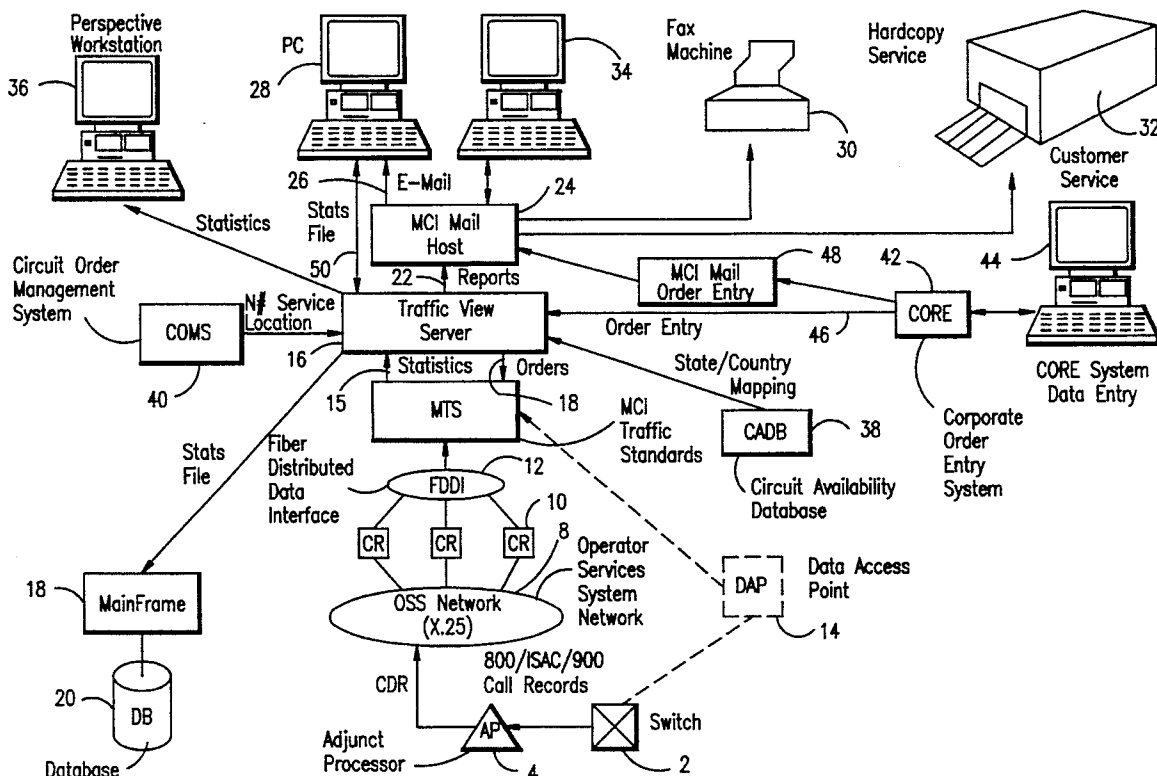 Perspective
Workstation
36
PC
28
34
Fax
Machine
30
Hardcopy
Service
32
Customer
Service
26
E-Mail
24
Stats
File
MCI Mail
Host
Statistics
50
22
Reports
48
MCI Mail
Order Entry
42
44
Circuit Order
Management
System
N# Service
Location
COMS
40
16
Traffic View
Server
Order Entry
46
CORE
CORE System
Data Entry
15
Statistics
Orders
18
State/Country
Mapping
MTS
MCI
Traffic
Standards
CADB
38
Corporate
Order
Entry
System
Circuit Availability
Database
Stats
File
Fiber
Distributed
Data
Interface
12
FDDI
10
CR
CR
CR
8
Operator
Services
System
Network
OSS Network
(X.25)
DAP
Data Access
Point
14
18
MainFrame
20
DB
Database
CDR
800/ISAC/900
Call Records
AP
Adjunct
Processor
4
Switch
2